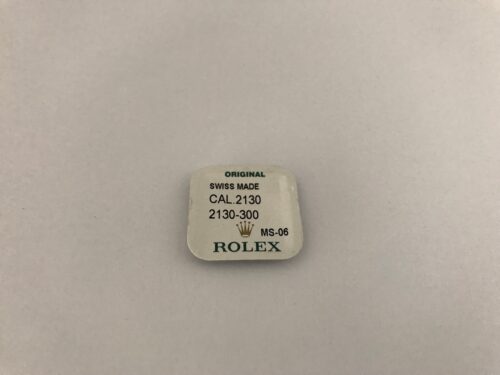 ORIGINAL
SWISS MADE
CAL.2130
2130-300
MS-06
ROLEX